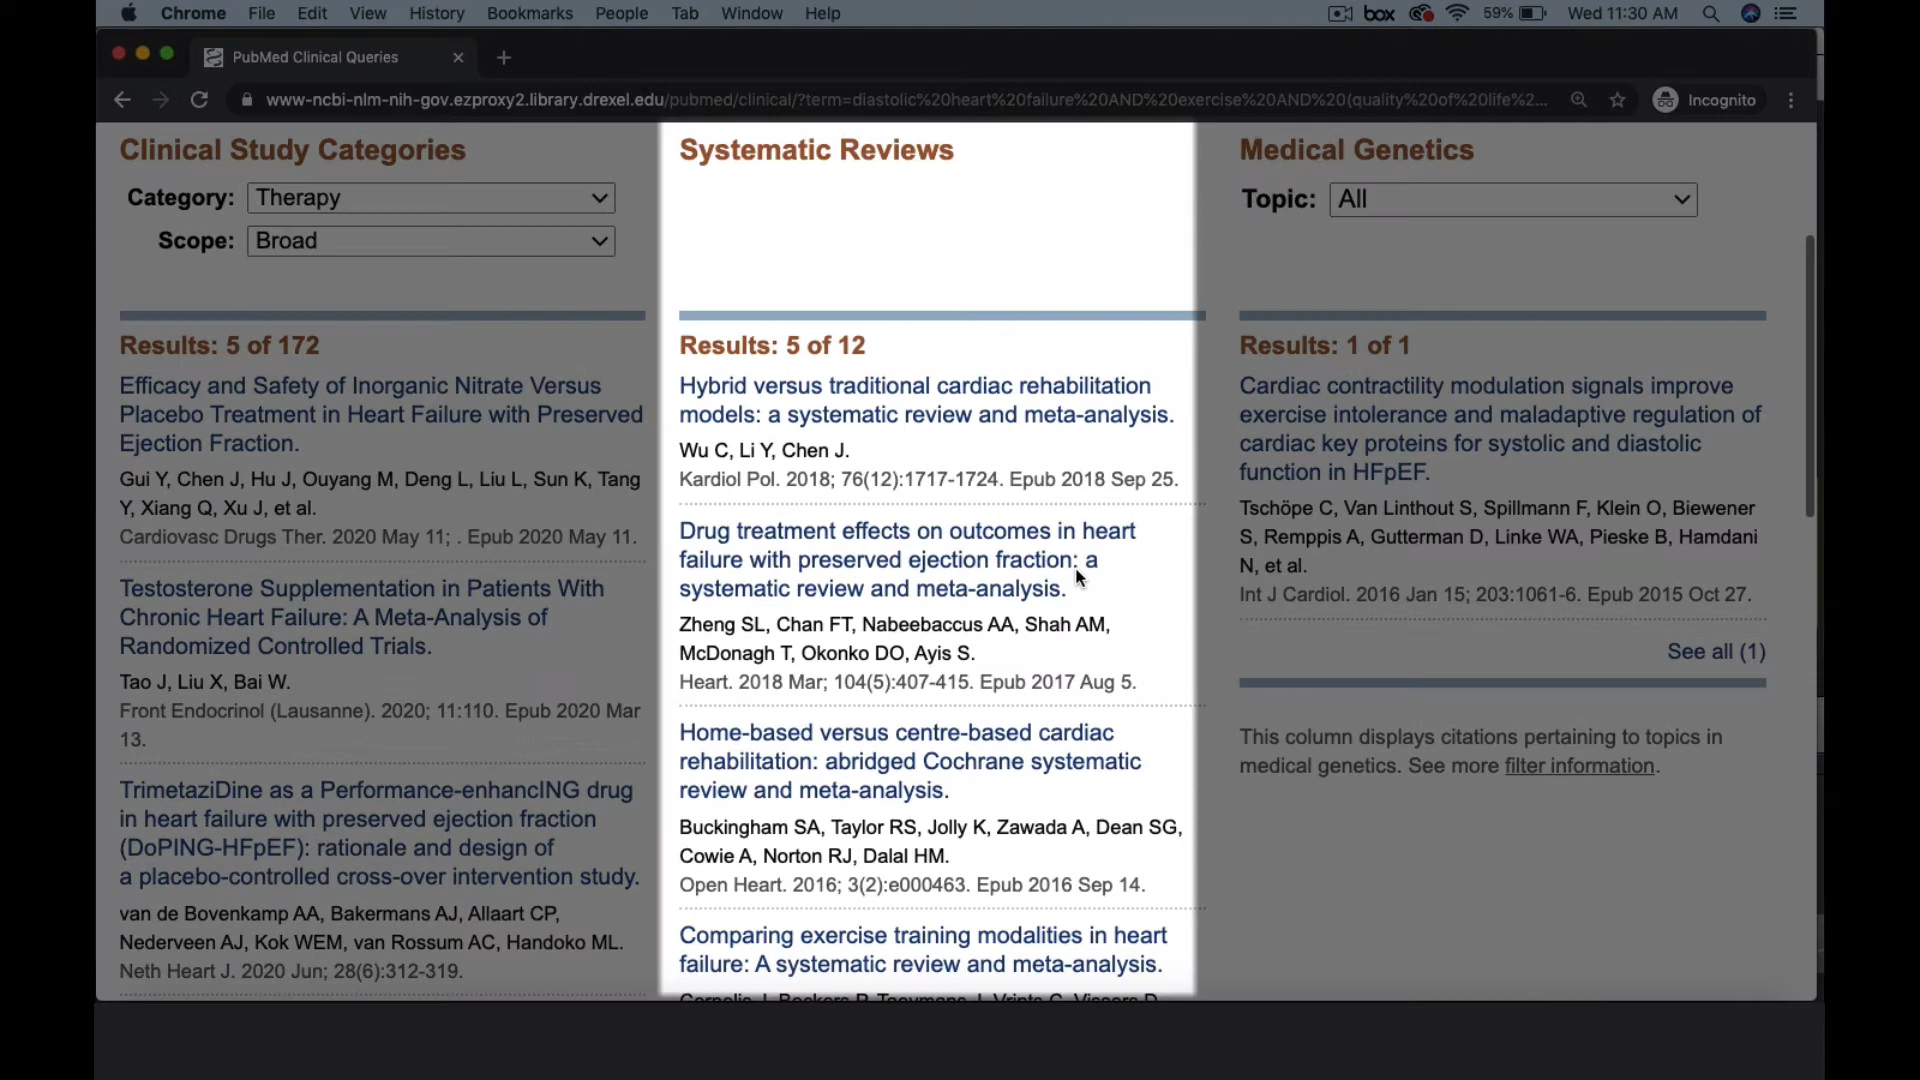 Chrome File Edit View History Bookmarks People Tab Window Help box 59% Wed 11:30 AM
PubMed Clinical Queries
www-ncbi-nlm-nih-gov.ezproxy2.library.drexel.edu/pubmed/clinical/?term=diastolic%20heart%20failure%20AND%20exercise%20AND%20(quality%20of%20life%2... Incognito
Clinical Study Categories
Category: Therapy
Scope: Broad
Results: 5 of 172
Efficacy and Safety of Inorganic Nitrate Versus
Placebo Treatment in Heart Failure with Preserved
Ejection Fraction.
Gui Y, Chen J, Hu J, Ouyang M, Deng L, Liu L, Sun K, Tang
Y, Xiang Q, Xu J, et al.
Cardiovasc Drugs Ther. 2020 May 11; . Epub 2020 May 11.
Testosterone Supplementation in Patients With
Chronic Heart Failure: A Meta-Analysis of
Randomized Controlled Trials.
Tao J, Liu X, Bai W.
Front Endocrinol (Lausanne). 2020; 11:110. Epub 2020 Mar
13.
TrimetaziDine as a Performance-enhancING drug
in heart failure with preserved ejection fraction
(DoPING-HFpEF): rationale and design of
a placebo-controlled cross-over intervention study.
van de Bovenkamp AA, Bakermans AJ, Allaart CP,
Nederveen AJ, Kok WEM, van Rossum AC, Handoko ML.
Neth Heart J. 2020 Jun; 28(6):312-319.
Systematic Reviews
Results: 5 of 12
Hybrid versus traditional cardiac rehabilitation
models: a systematic review and meta-analysis.
Wu C, Li Y, Chen J.
Kardiol Pol. 2018; 76(12):1717-1724. Epub 2018 Sep 25.
Drug treatment effects on outcomes in heart
failure with preserved ejection fraction: a
systematic review and meta-analysis.
Zheng SL, Chan FT, Nabeebaccus AA, Shah AM,
McDonagh T, Okonko DO, Ayis S.
Heart. 2018 Mar; 104(5):407-415. Epub 2017 Aug 5.
Home-based versus centre-based cardiac
rehabilitation: abridged Cochrane systematic
review and meta-analysis.
Buckingham SA, Taylor RS, Jolly K, Zawada A, Dean SG,
Cowie A, Norton RJ, Dalal HM.
Open Heart. 2016; 3(2):e000463. Epub 2016 Sep 14.
Comparing exercise training modalities in heart
failure: A systematic review and meta-analysis.
Cornelis J, Beckers P, Taeymans J, Vrints C, Vissers D.
Medical Genetics
Topic: All
Results: 1 of 1
Cardiac contractility modulation signals improve
exercise intolerance and maladaptive regulation of
cardiac key proteins for systolic and diastolic
function in HFpEF.
Tschöpe C, Van Linthout S, Spillmann F, Klein O, Biewener
S, Remppis A, Gutterman D, Linke WA, Pieske B, Hamdani
N, et al.
Int J Cardiol. 2016 Jan 15; 203:1061-6. Epub 2015 Oct 27.
See all (1)
This column displays citations pertaining to topics in
medical genetics. See more filter information.